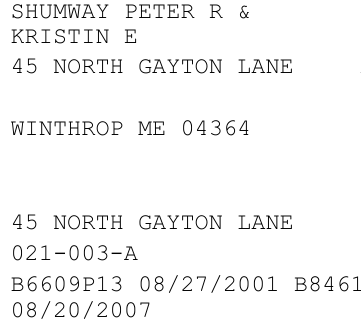 SHUMWAY PETER R &
KRISTIN E
45 NORTH GAYTON LANE
WINTHROP ME 04364
45 NORTH GAYTON LANE
021-003-A
B6609P13 08/27/2001 B8461
08/20/2007